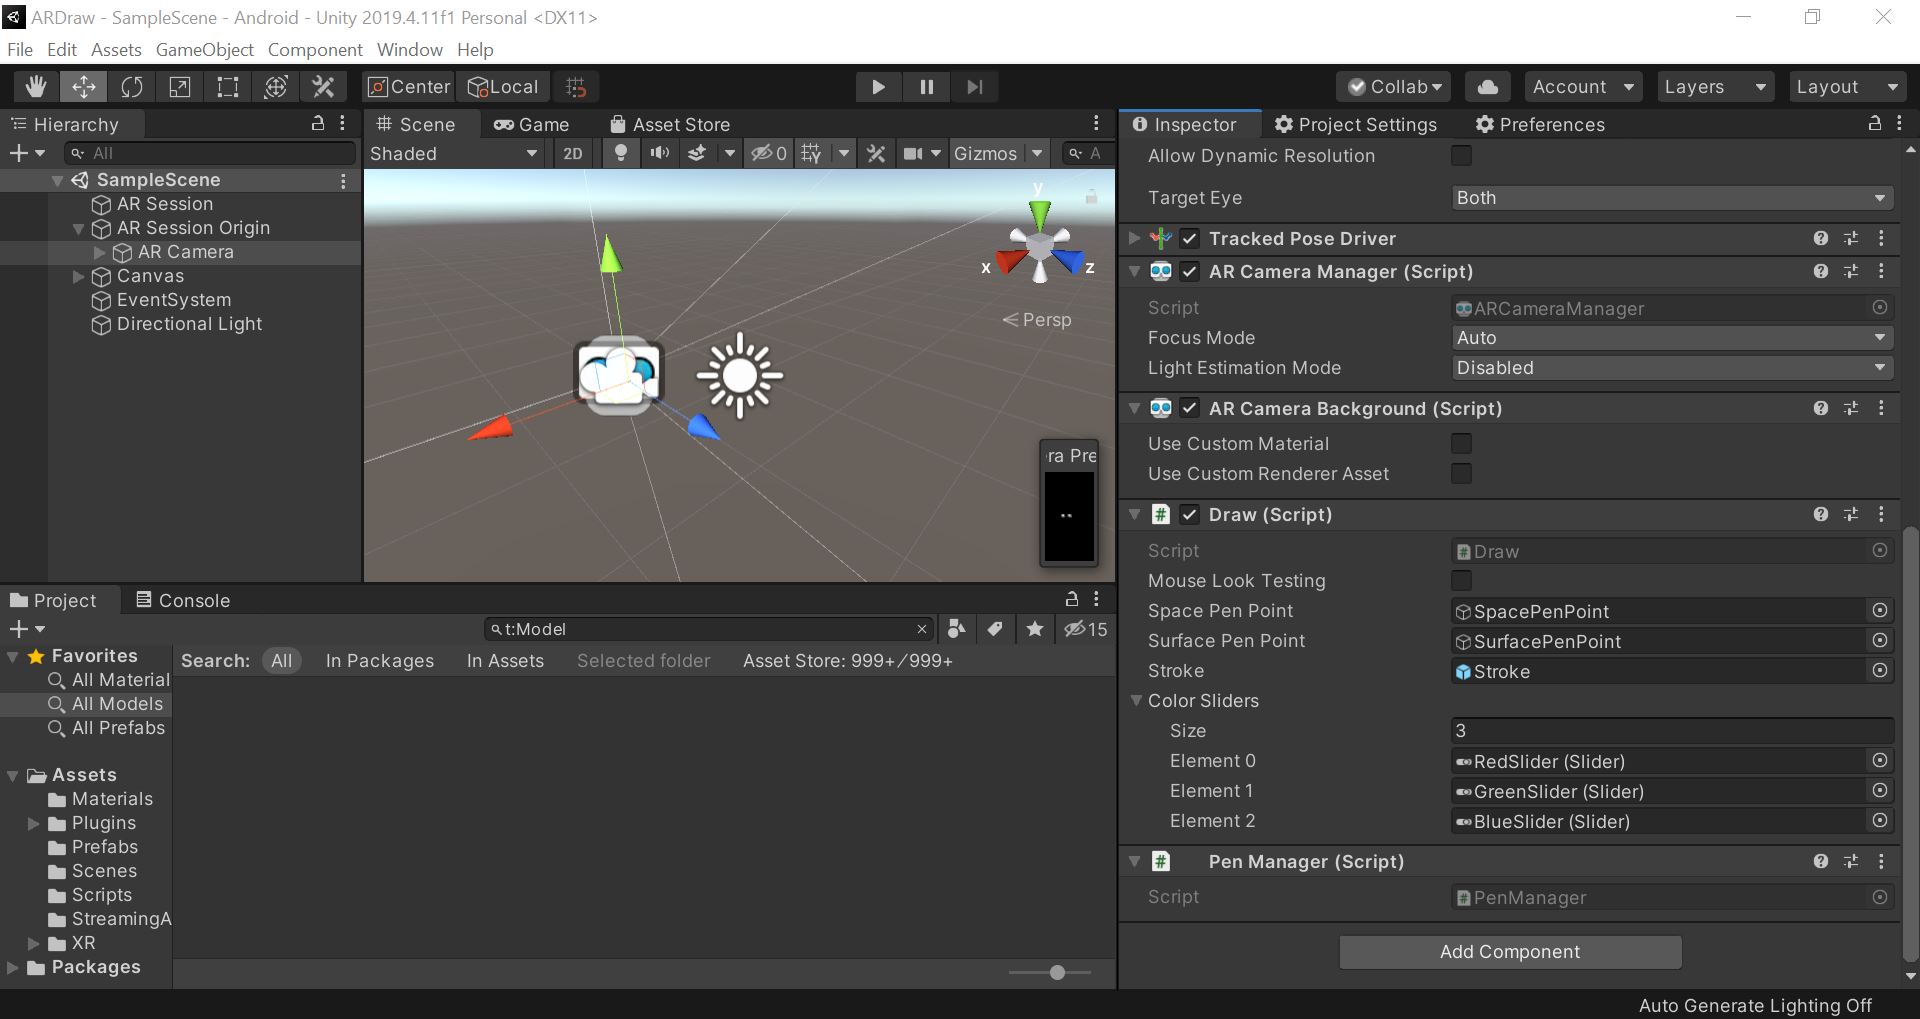 ARDraw - SampleScene - Android - Unity 2019.4.11f1 Personal <DX11>
File Edit Assets GameObject Component Window Help
Center Local Collab Account Layers Layout
Hierarchy
All
SampleScene
AR Session
AR Session Origin
AR Camera
Canvas
EventSystem
Directional Light
Scene Game Asset Store
Shaded 2D 0 Gizmos A
y
x z
Persp
ra Pre
Project Console
t:Model 15
Favorites
All Material
All Models
All Prefabs
Assets
Materials
Plugins
Prefabs
Scenes
Scripts
StreamingA
XR
Packages
Search: All In Packages In Assets Selected folder Asset Store: 999+/999+
Inspector Project Settings Preferences
Allow Dynamic Resolution
Target Eye Both
Tracked Pose Driver
AR Camera Manager (Script)
Script ARCameraManager
Focus Mode Auto
Light Estimation Mode Disabled
AR Camera Background (Script)
Use Custom Material
Use Custom Renderer Asset
# Draw (Script)
Script Draw
Mouse Look Testing
Space Pen Point SpacePenPoint
Surface Pen Point SurfacePenPoint
Stroke Stroke
Color Sliders
Size 3
Element 0 RedSlider (Slider)
Element 1 GreenSlider (Slider)
Element 2 BlueSlider (Slider)
# Pen Manager (Script)
Script PenManager
Add Component
Auto Generate Lighting Off